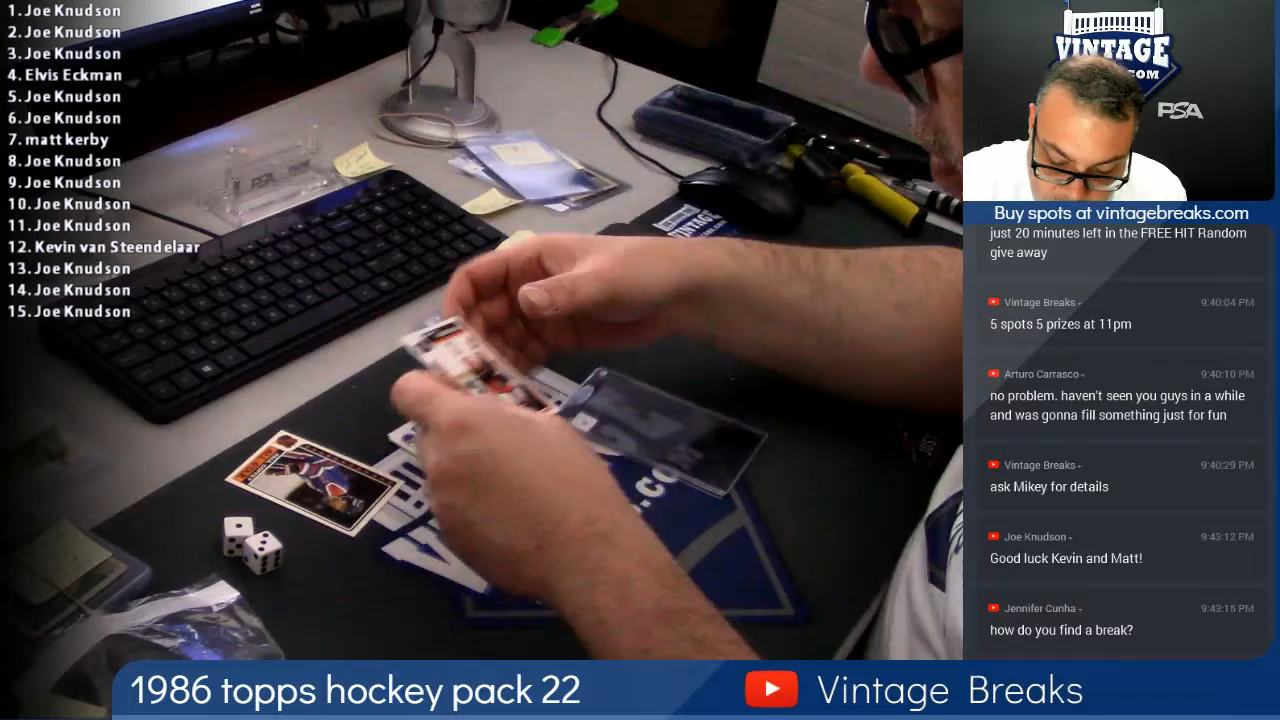 1. Joe Knudson
2. Joe Knudson
3. Joe Knudson
4. Elvis Eckman
5. Joe Knudson
6. Joe Knudson
7. matt kerby
8. Joe Knudson
9. Joe Knudson
10. Joe Knudson
11. Joe Knudson
12. Kevin van Steendelaar
13. Joe Knudson
14. Joe Knudson
15. Joe Knudson
VINTAGE
.COM
PSA
Buy spots at vintagebreaks.com
just 20 minutes left in the FREE HIT Random
give away
Vintage Breaks
9:40:04 PM
5 spots 5 prizes at 11pm
Arturo Carrasco
9:40:10 PM
no problem. haven't seen you guys in a while
and was gonna fill something just for fun
Vintage Breaks
9:40:29 PM
ask Mikey for details
Joe Knudson
9:43:12 PM
Good luck Kevin and Matt!
Jennifer Cunha
9:43:15 PM
how do you find a break?
1986 topps hockey pack 22
Vintage Breaks